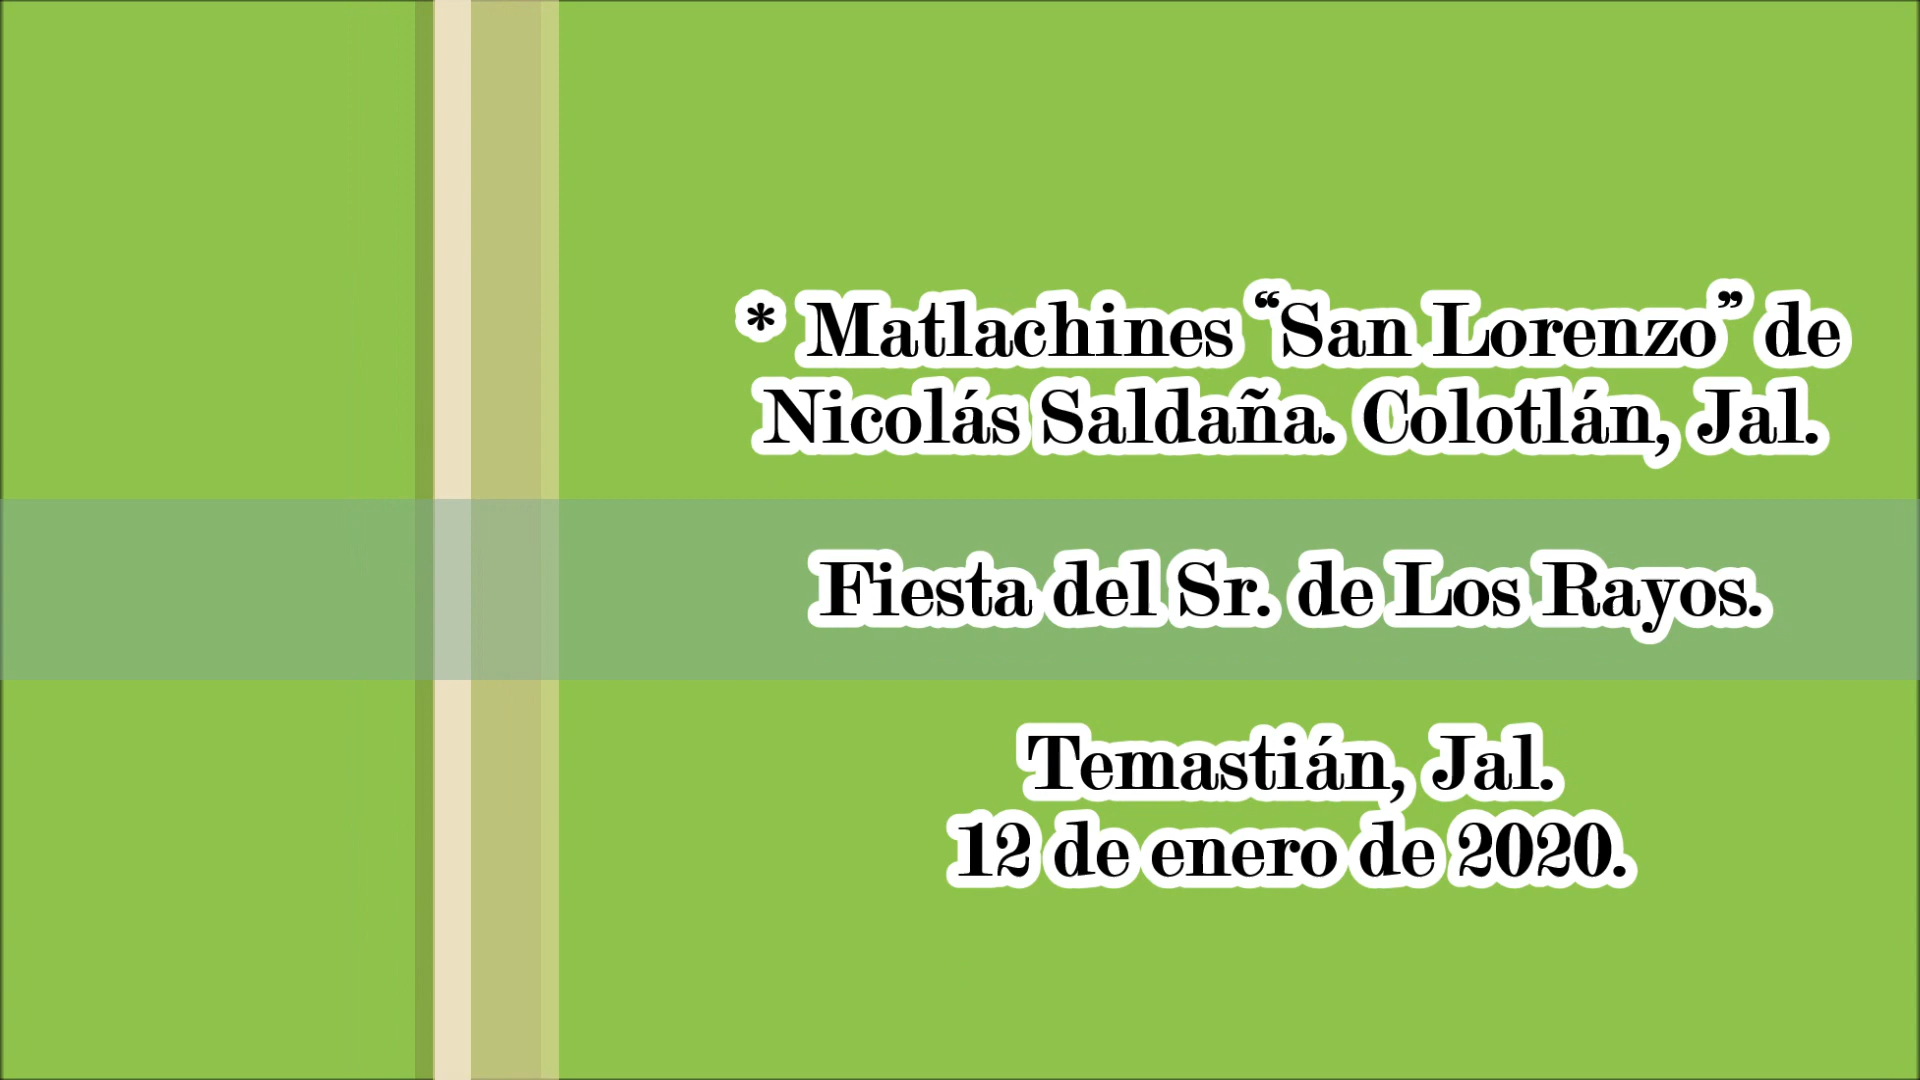 * Matlachines “San Lorenzo” de
Nicolás Saldaña. Colotlán, Jal.
Fiesta del Sr. de Los Rayos.
Temastián, Jal.
12 de enero de 2020.